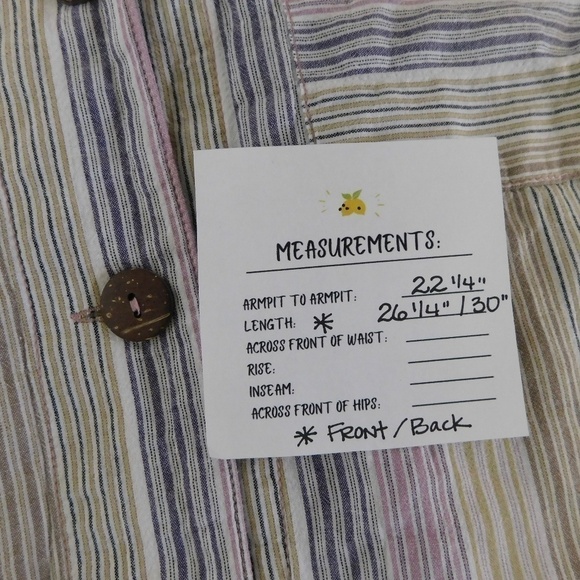 MEASUREMENTS:
ARMPIT TO ARMPIT: 22 1/4"
LENGTH: * 26 1/4" / 30"
ACROSS FRONT OF WAIST:
RISE:
INSEAM:
ACROSS FRONT OF HIPS:
* FRONT / Back